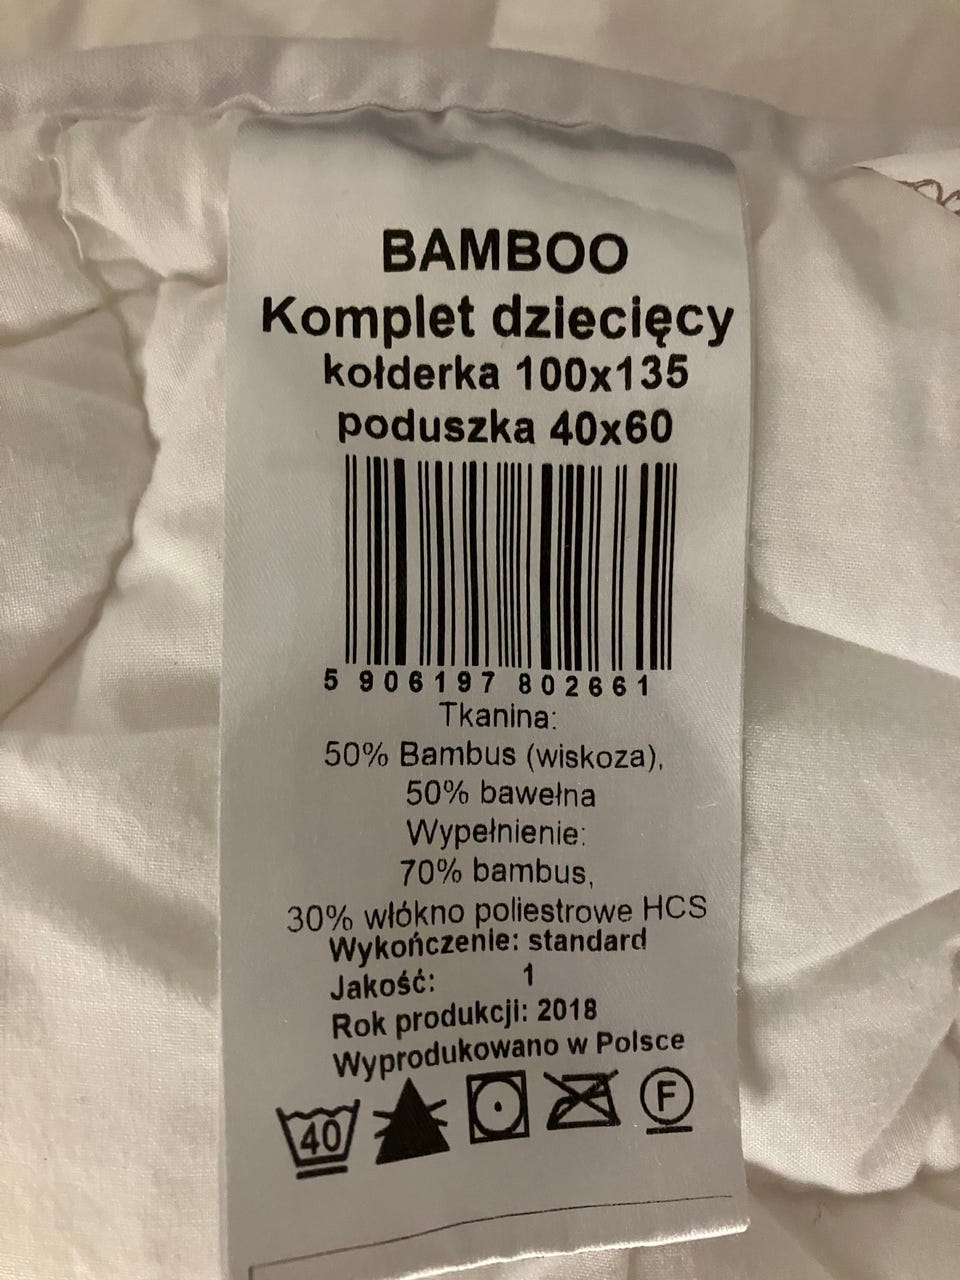 BAMBOO
Komplet dziecięcy
kołderka 100x135
poduszka 40x60
5 906197 802661
Tkanina:
50% Bambus (wiskoza),
50% bawełna
Wypełnienie:
70% bambus,
30% włókno poliestrowe HCS
Wykończenie: standard
Jakość: 1
Rok produkcji: 2018
Wyprodukowano w Polsce
40 F